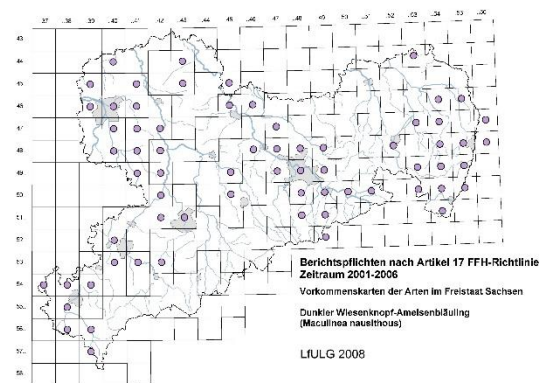 ..37 ..38 ..39 ..40 ..41 ..42 ..43 ..44 ..45 ..46 ..47 ..48 ..49 ..50 ..51 ..52 ..53 ..54 ..55 ..56
43..
44..
45..
46..
47..
48..
49..
50..
51..
52..
53..
54..
55..
56..
57..
58..
Berichtspflichten nach Artikel 17 FFH-Richtlinie
Zeitraum 2001-2006
Vorkommenskarten der Arten im Freistaat Sachsen
Dunkler Wiesenknopf-Ameisenbläuling
(Maculinea nausithous)
LfULG 2008